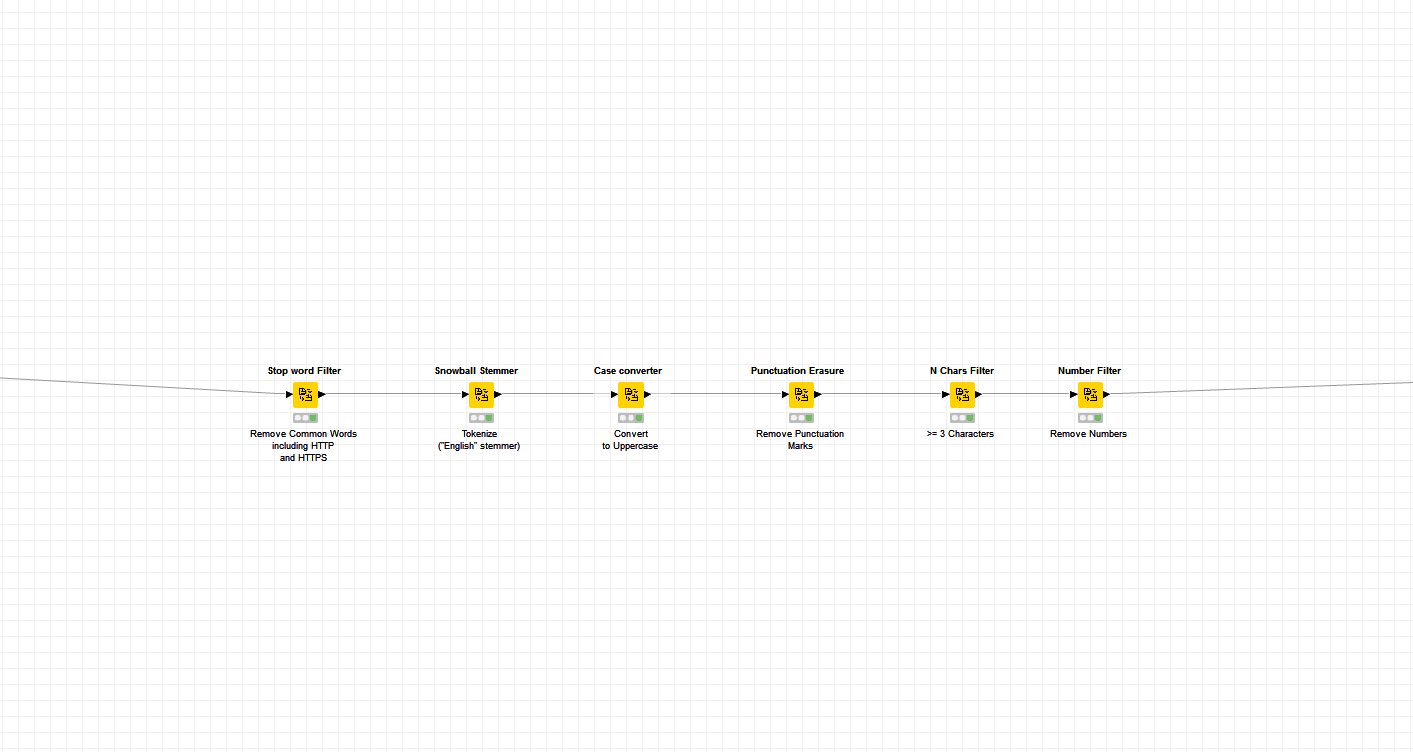 Stop word Filter
Snowball Stemmer
Case converter
Punctuation Erasure
N Chars Filter
Number Filter
Remove Common Words
including HTTP
and HTTPS
Tokenize
("English" stemmer)
Convert
to Uppercase
Remove Punctuation
Marks
>= 3 Characters
Remove Numbers